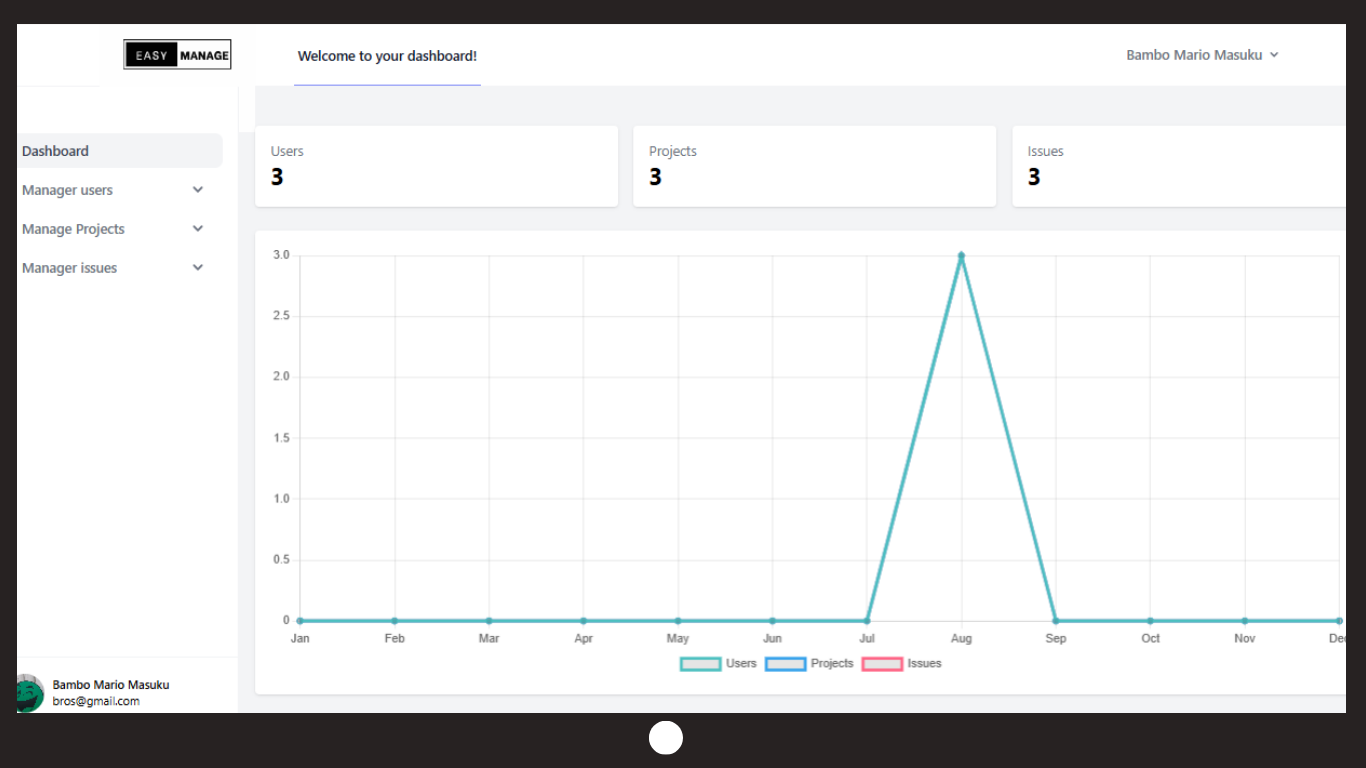 EASY MANAGE
Welcome to your dashboard!
Bambo Mario Masuku
Dashboard
Manager users
Manage Projects
Manager issues
Users
3
Projects
3
Issues
3
3.0
2.5
2.0
1.5
1.0
0.5
0
Jan Feb Mar Apr May Jun Jul Aug Sep Oct Nov De
Users Projects Issues
Bambo Mario Masuku
bros@gmail.com